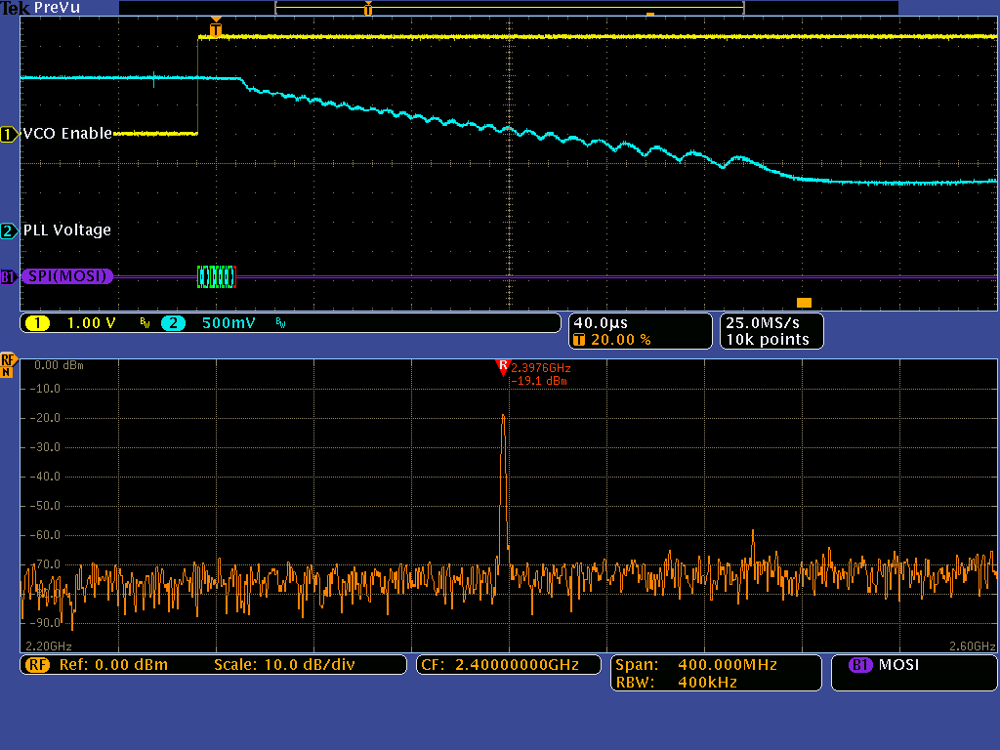 Tek PreVu
T
T
1 VCO Enable
2 PLL Voltage
B1 SPI(MOSI)
1 1.00 V BW 2 500mV BW
40.0µs
T 20.00 %
25.0MS/s
10k points
RF
N
0.00 dBm
R 2.3976GHz
-19.1 dBm
-10.0
-20.0
-30.0
-40.0
-50.0
-60.0
-70.0
-80.0
-90.0
2.20GHz 2.60GHz
RF Ref: 0.00 dBm Scale: 10.0 dB/div
CF: 2.40000000GHz
Span: 400.000MHz
RBW: 400kHz
B1 MOSI